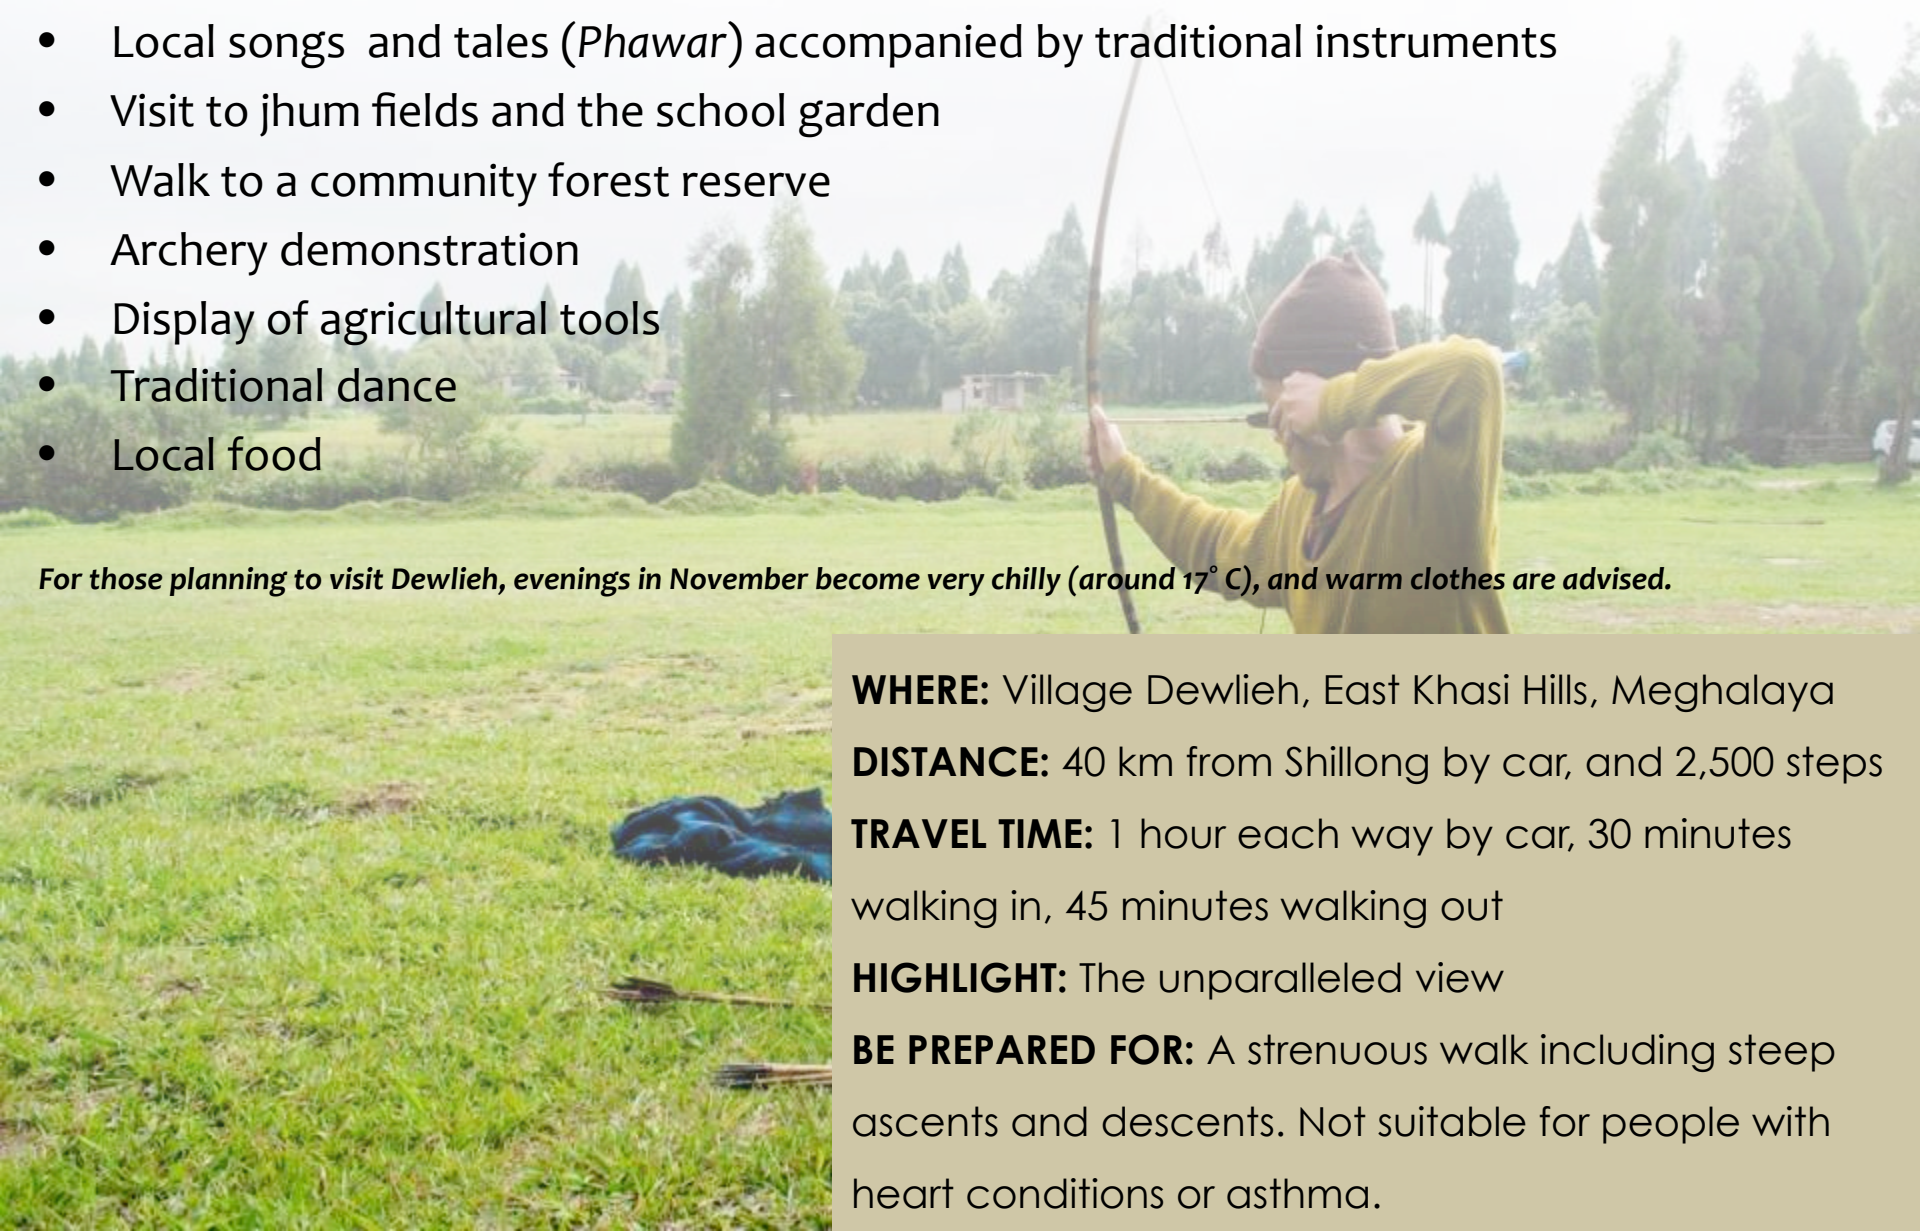 • Local songs and tales (Phawar) accompanied by traditional instruments
• Visit to jhum fields and the school garden
• Walk to a community forest reserve
• Archery demonstration
• Display of agricultural tools
• Traditional dance
• Local food
For those planning to visit Dewlieh, evenings in November become very chilly (around 17° C), and warm clothes are advised.
WHERE: Village Dewlieh, East Khasi Hills, Meghalaya
DISTANCE: 40 km from Shillong by car, and 2,500 steps
TRAVEL TIME: 1 hour each way by car, 30 minutes
walking in, 45 minutes walking out
HIGHLIGHT: The unparalleled view
BE PREPARED FOR: A strenuous walk including steep
ascents and descents. Not suitable for people with
heart conditions or asthma.